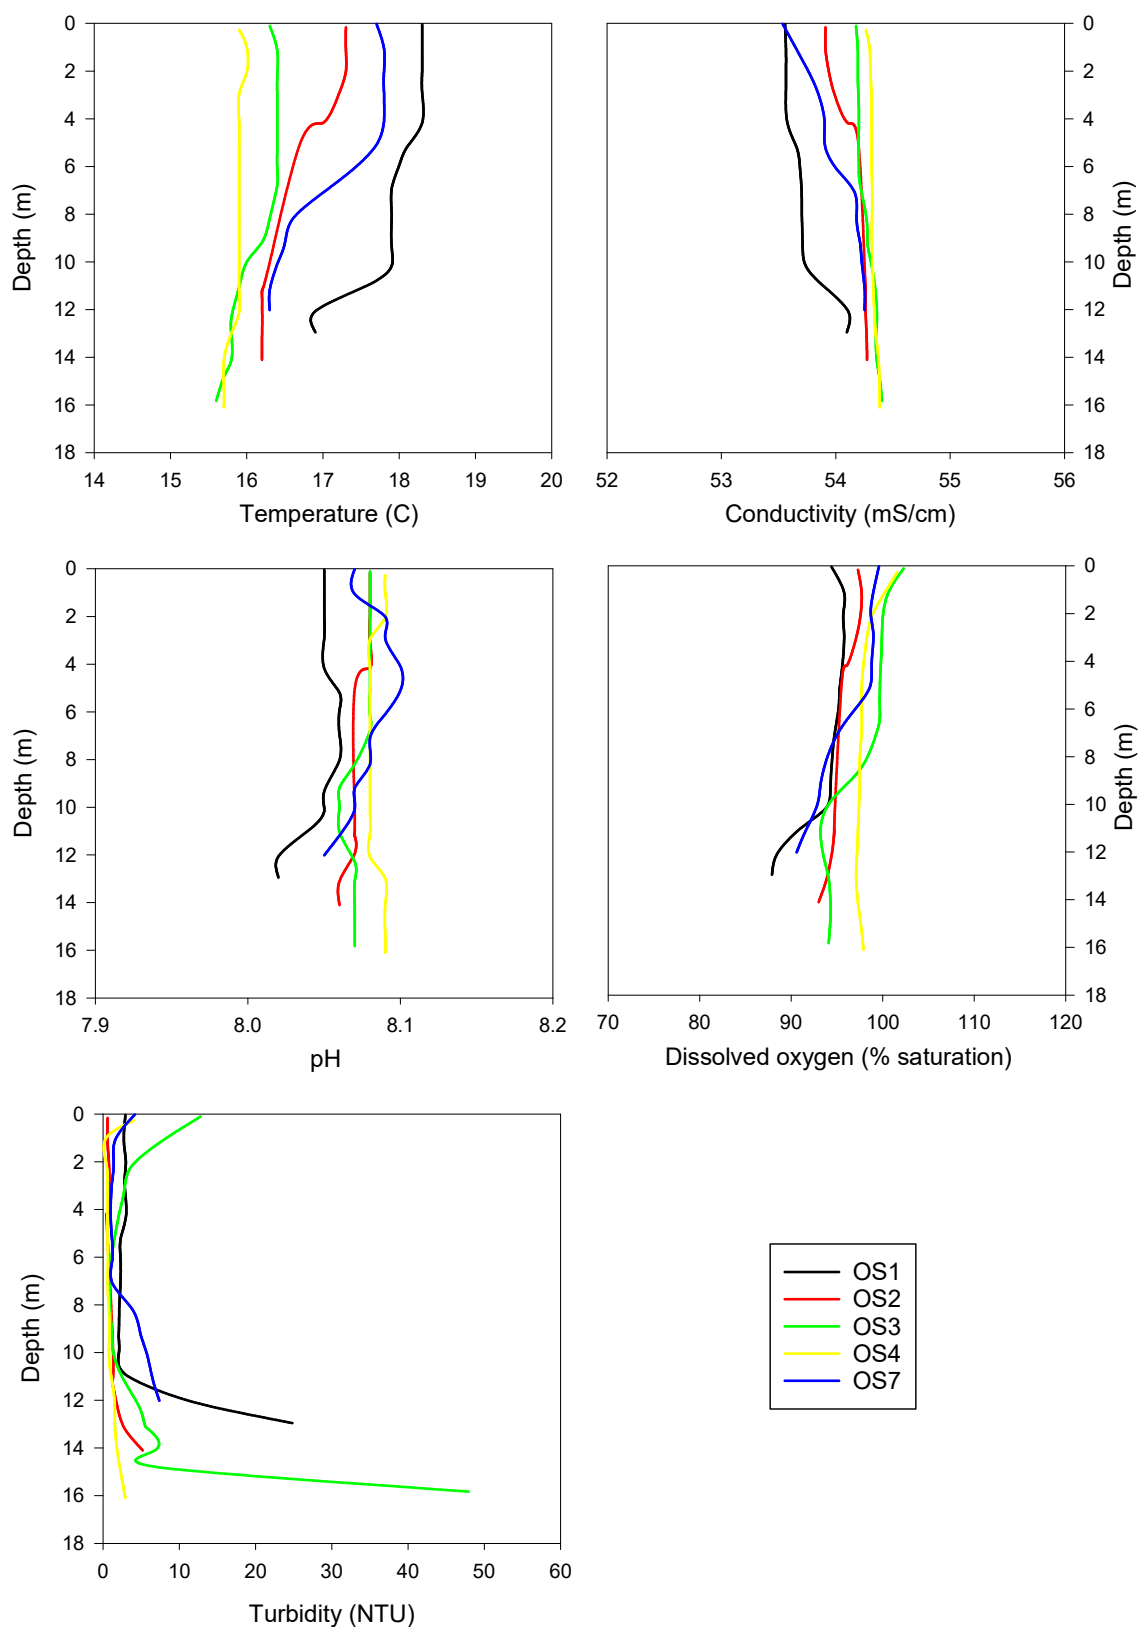 0
2
4
6
8
10
12
14
16
18
Depth (m)
14 15 16 17 18 19 20
Temperature (C)
0
2
4
6
8
10
12
14
16
18
Depth (m)
52 53 54 55 56
Conductivity (mS/cm)
0
2
4
6
8
10
12
14
16
18
Depth (m)
7.9 8.0 8.1 8.2
pH
0
2
4
6
8
10
12
14
16
18
Depth (m)
70 80 90 100 110 120
Dissolved oxygen (% saturation)
0
2
4
6
8
10
12
14
16
18
Depth (m)
0 10 20 30 40 50 60
Turbidity (NTU)
OS1
OS2
OS3
OS4
OS7